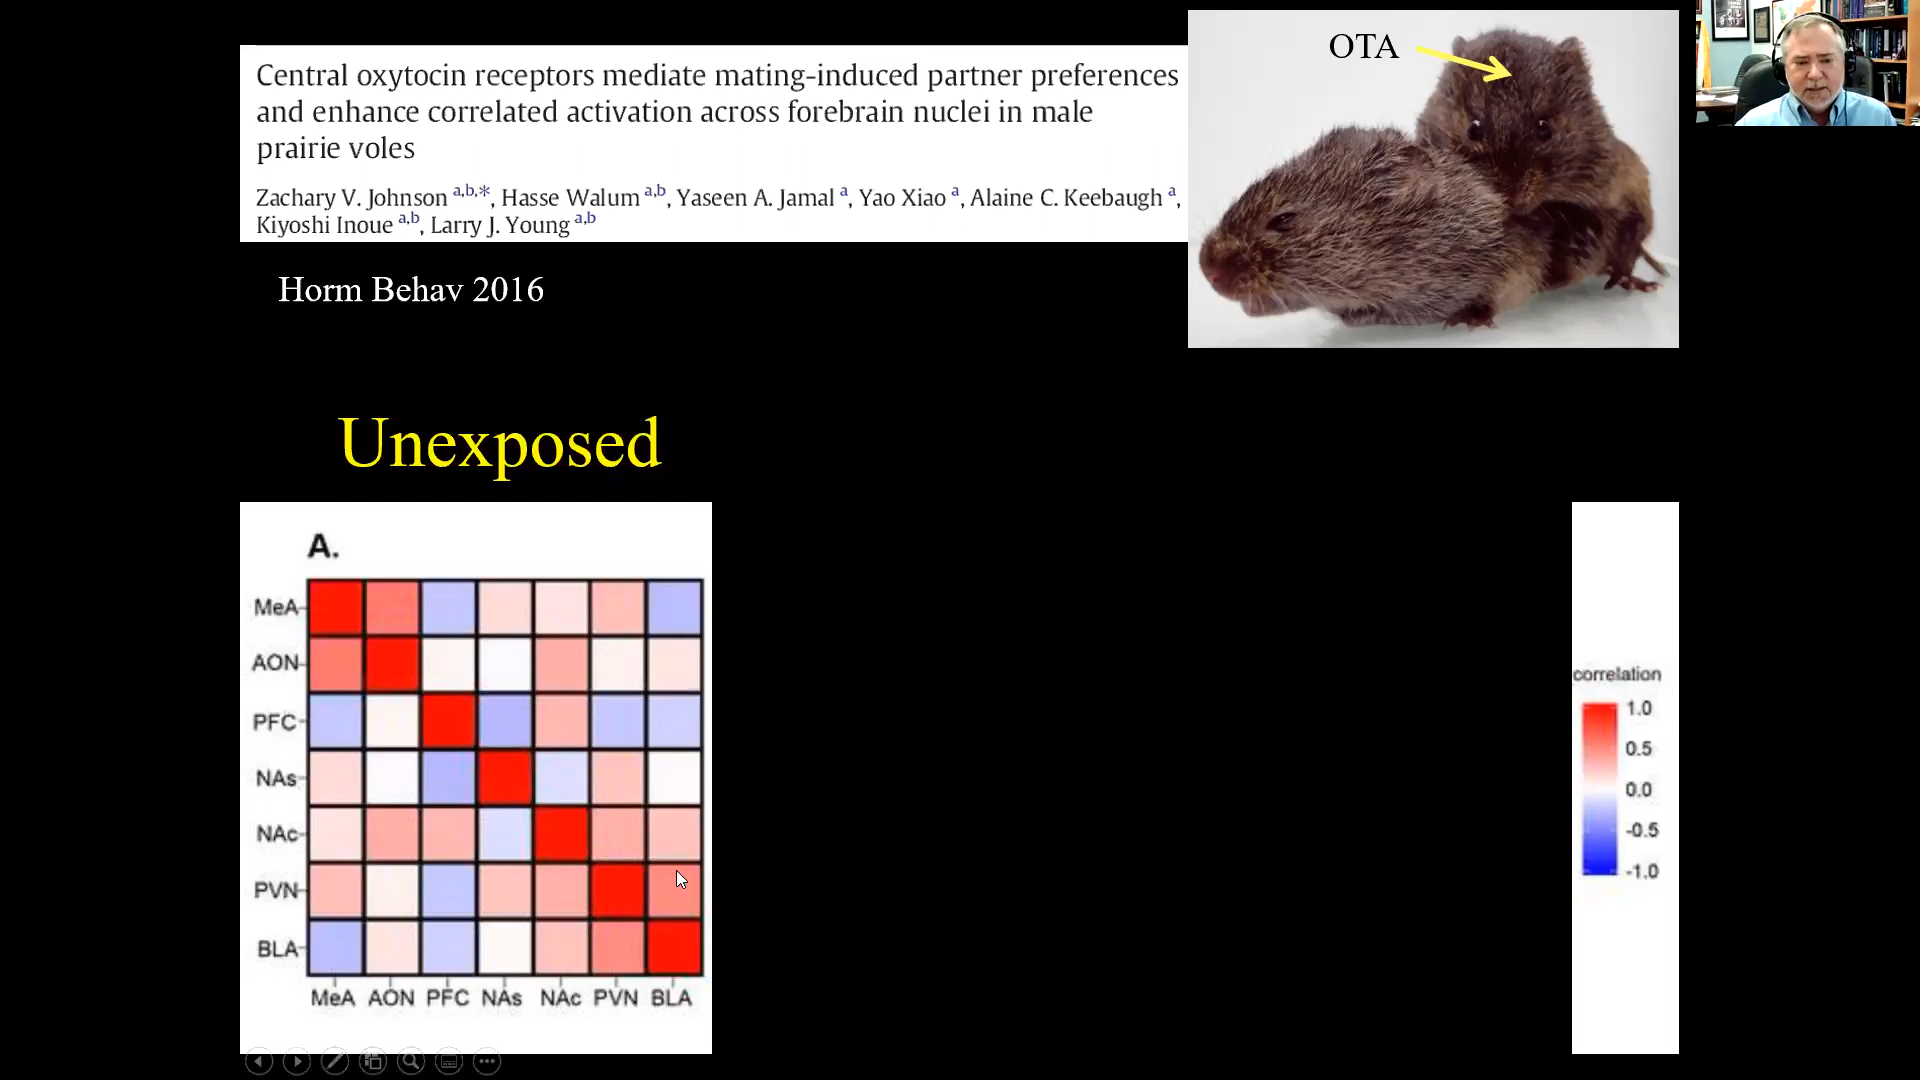 Central oxytocin receptors mediate mating-induced partner preferences
and enhance correlated activation across forebrain nuclei in male
prairie voles
Zachary V. Johnson a,b,*, Hasse Walum a,b, Yaseen A. Jamal a, Yao Xiao a, Alaine C. Keebaugh a,
Kiyoshi Inoue a,b, Larry J. Young a,b
OTA
Horm Behav 2016
Unexposed
A.
MeA
AON
PFC
NAs
NAc
PVN
BLA
MeA AON PFC NAs NAc PVN BLA
correlation
1.0
0.5
0.0
-0.5
-1.0